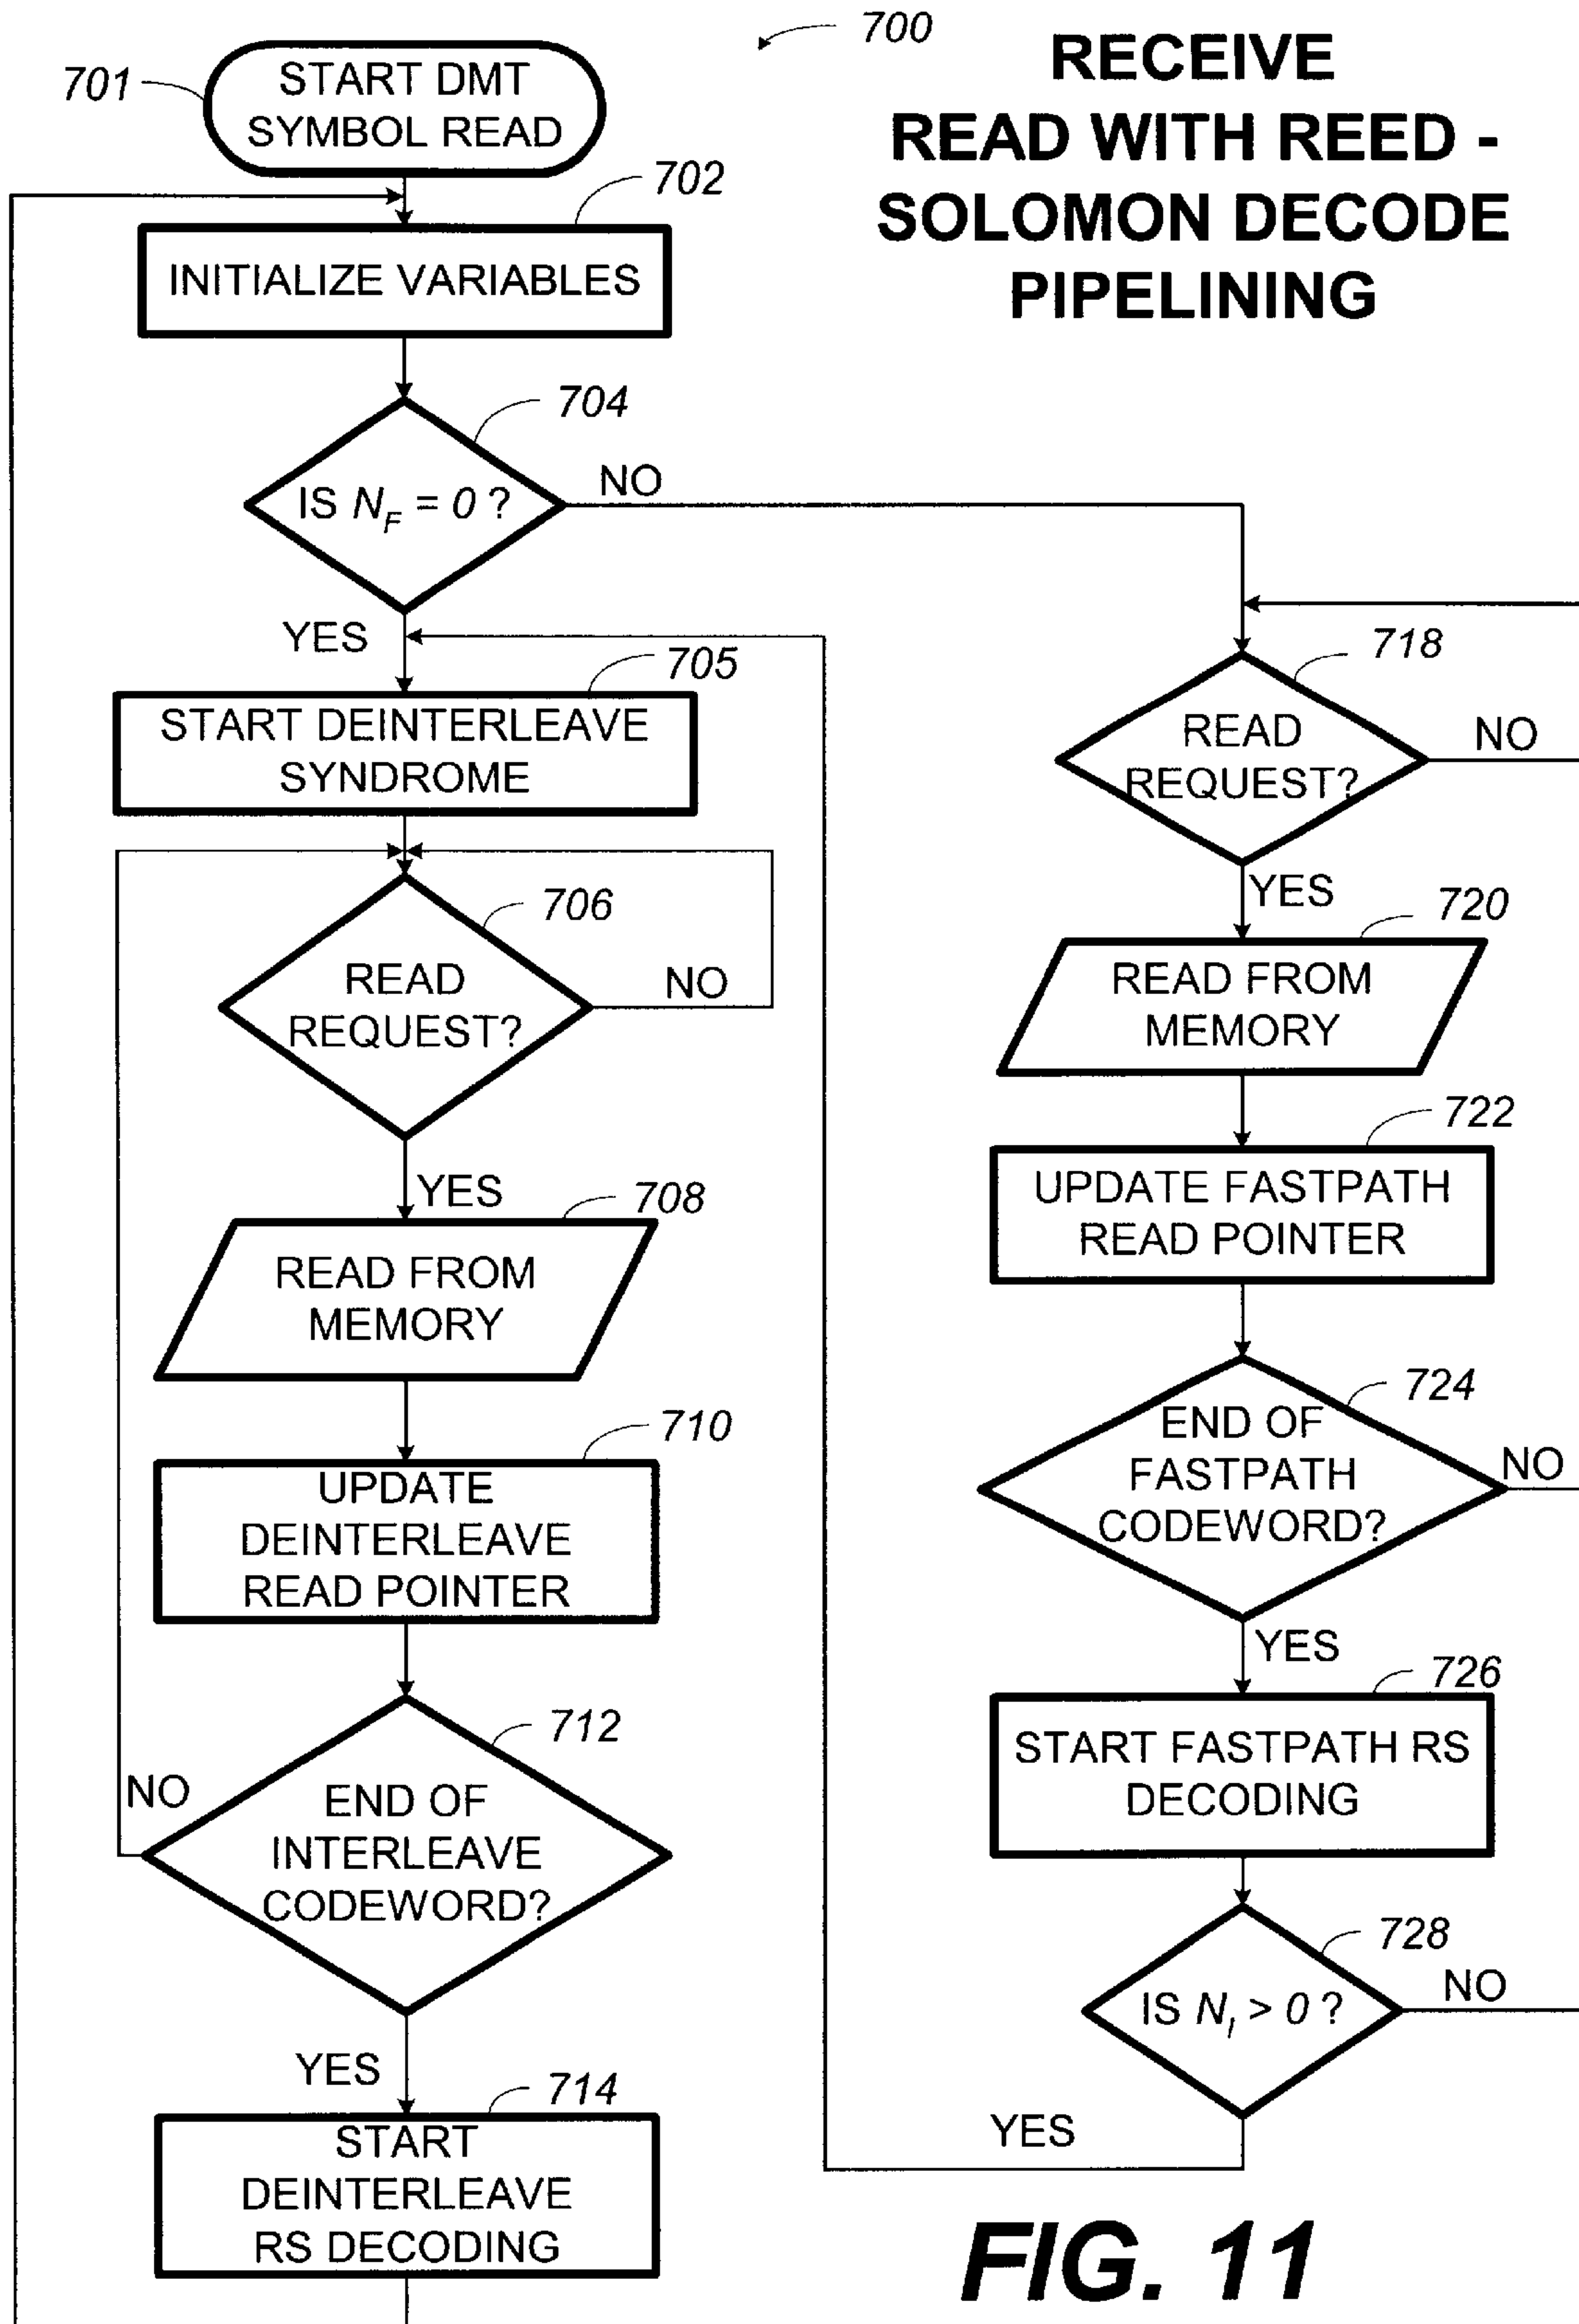 700
RECEIVE
READ WITH REED -
SOLOMON DECODE
PIPELINING
701
START DMT
SYMBOL READ
702
INITIALIZE VARIABLES
704
IS N_F = 0 ?
NO
YES
705
START DEINTERLEAVE
SYNDROME
706
READ
REQUEST?
NO
YES
708
READ FROM
MEMORY
710
UPDATE
DEINTERLEAVE
READ POINTER
712
END OF
INTERLEAVE
CODEWORD?
NO
YES
714
START
DEINTERLEAVE
RS DECODING
718
READ
REQUEST?
NO
YES
720
READ FROM
MEMORY
722
UPDATE FASTPATH
READ POINTER
724
END OF
FASTPATH
CODEWORD?
NO
YES
726
START FASTPATH RS
DECODING
728
IS N_I > 0 ?
NO
YES
FIG. 11